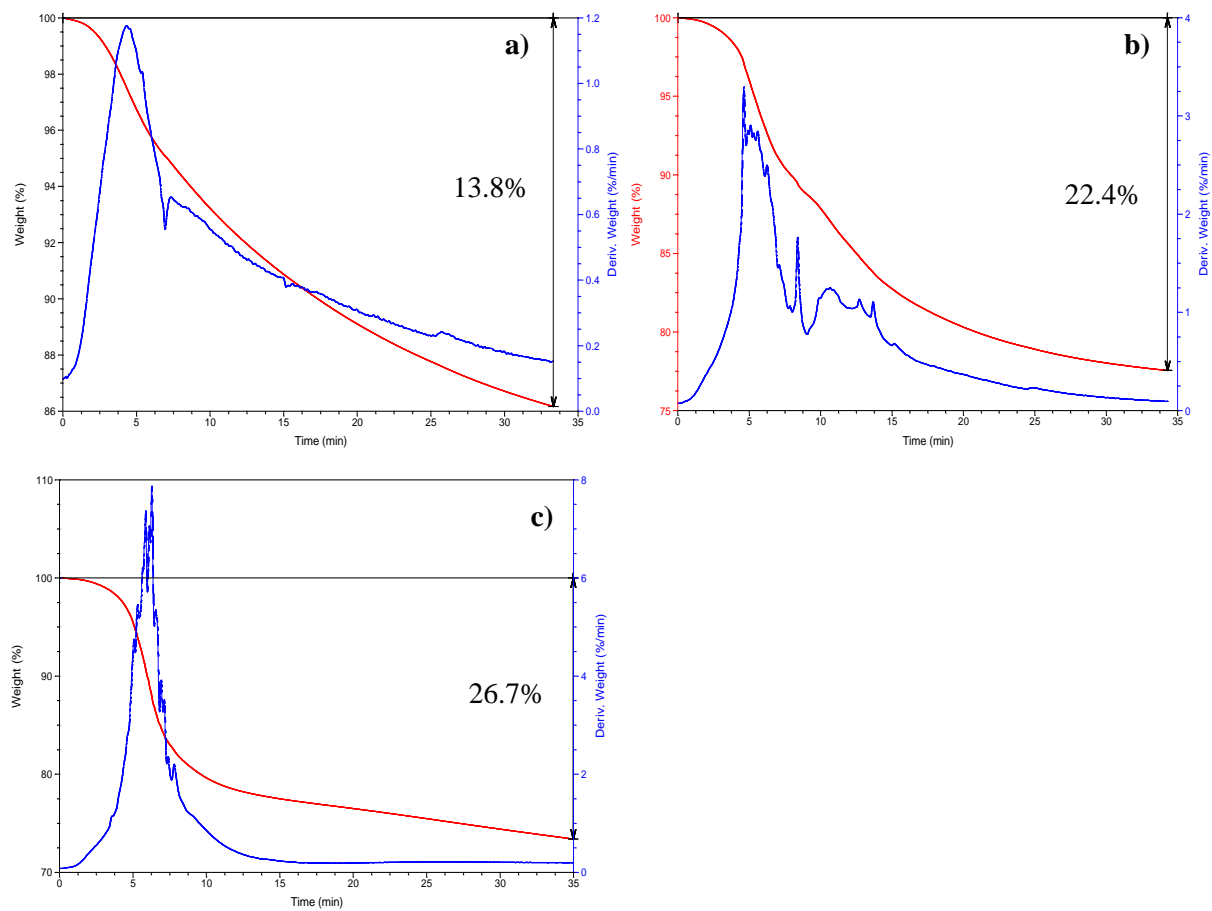 a)
13.8%
100
98
96
94
92
90
88
86
Weight (%)
1.2
1.0
0.8
0.6
0.4
0.2
0.0
Deriv. Weight (%/min)
0 5 10 15 20 25 30 35
Time (min)
b)
22.4%
100
95
90
85
80
75
Weight (%)
4
3
2
1
0
Deriv. Weight (%/min)
0 5 10 15 20 25 30 35
Time (min)
c)
26.7%
110
100
90
80
70
Weight (%)
8
6
4
2
0
Deriv. Weight (%/min)
0 5 10 15 20 25 30 35
Time (min)